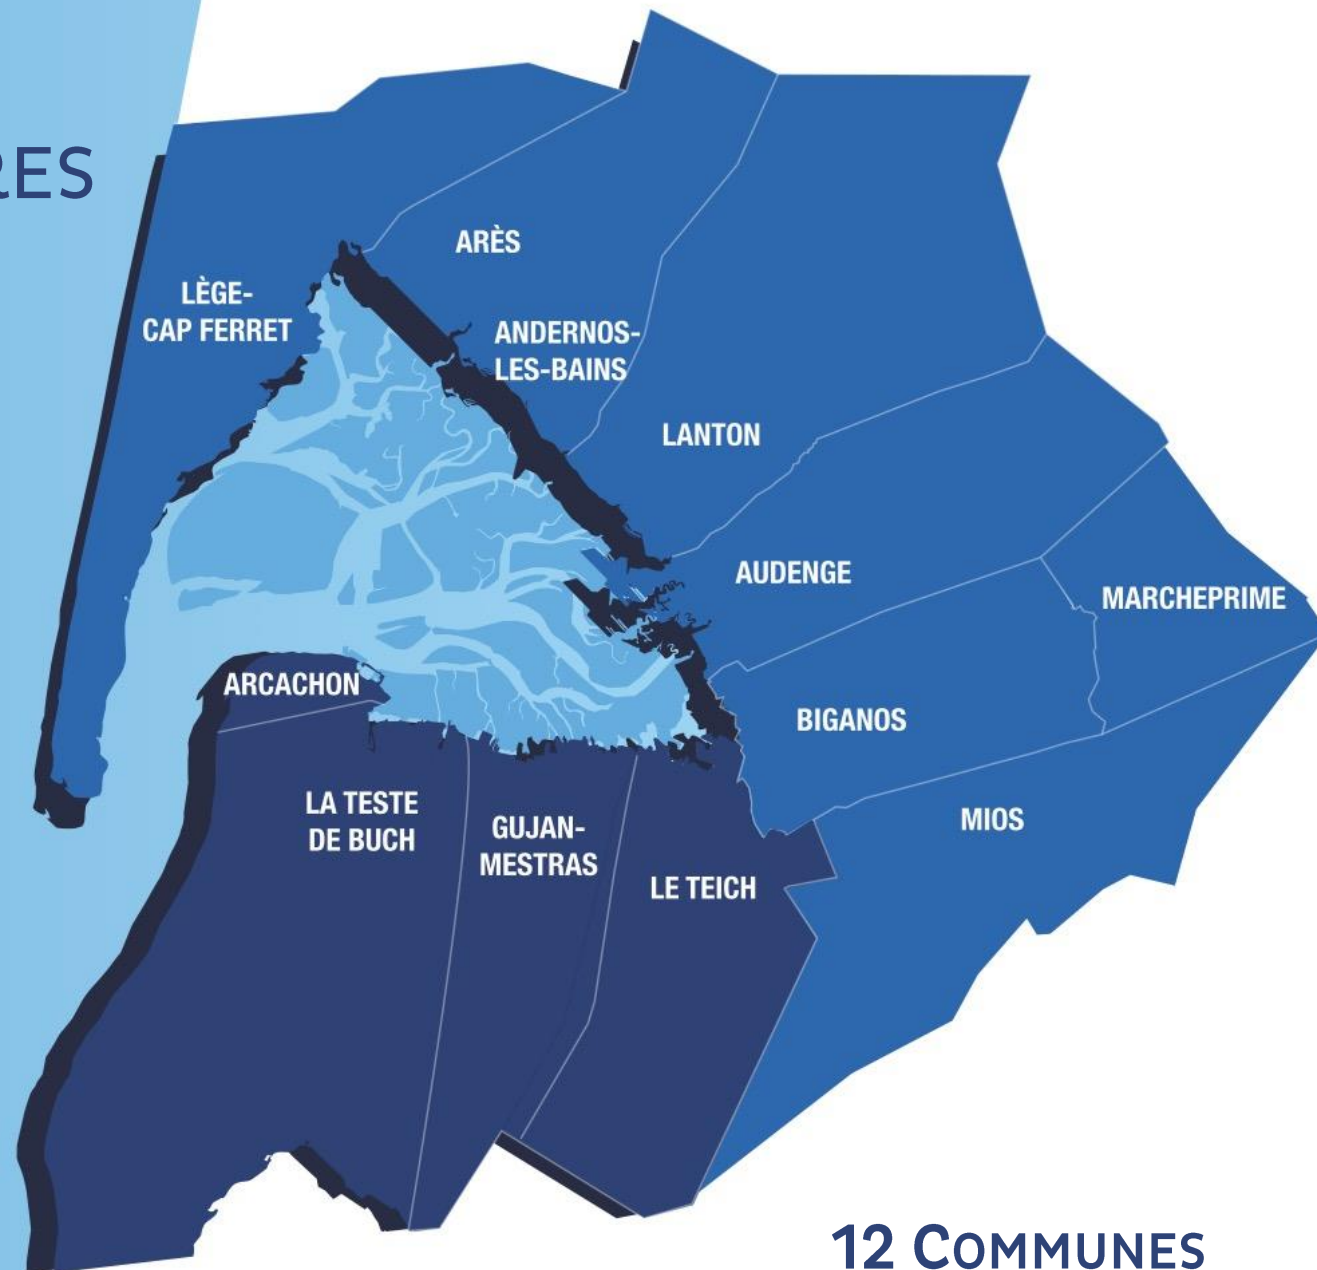 ARÈS
LÈGE-
CAP FERRET
ANDERNOS-
LES-BAINS
LANTON
AUDENGE
MARCHEPRIME
ARCACHON
BIGANOS
LA TESTE
DE BUCH
GUJAN-
MESTRAS
MIOS
LE TEICH
12 COMMUNES